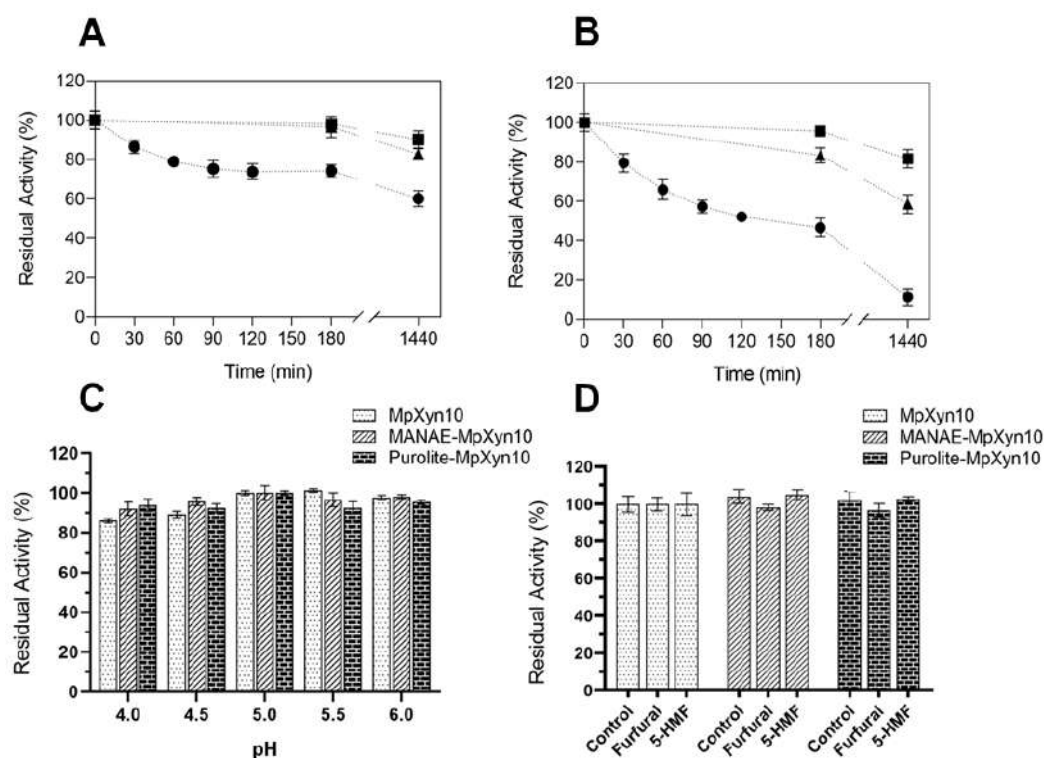 A
B
120
100
80
60
40
20
0
Residual Activity (%)
0 30 60 90 120 150 180 1440
Time (min)
120
100
80
60
40
20
0
Residual Activity (%)
0 30 60 90 120 150 180 1440
Time (min)
C
MpXyn10
MANAE-MpXyn10
Purolite-MpXyn10
120
100
80
60
40
20
0
Residual Activity (%)
4.0 4.5 5.0 5.5 6.0
pH
D
MpXyn10
MANAE-MpXyn10
Purolite-MpXyn10
120
100
80
60
40
20
0
Residual Activity (%)
Control Furfural 5-HMF Control Furfural 5-HMF Control Furfural 5-HMF